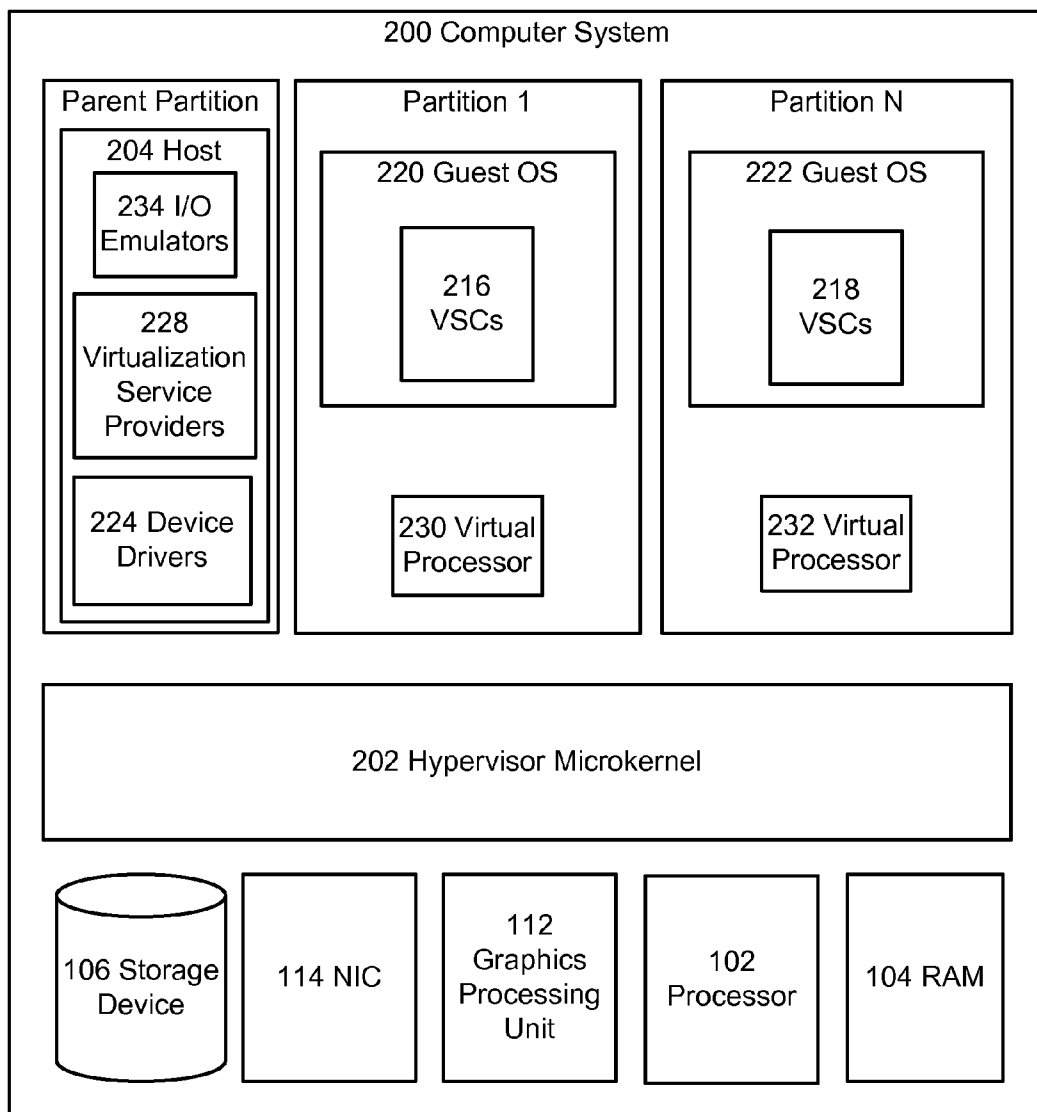 200 Computer System
Parent Partition
204 Host
234 I/O
Emulators
228
Virtualization
Service
Providers
224 Device
Drivers
Partition 1
220 Guest OS
216
VSCs
230 Virtual
Processor
Partition N
222 Guest OS
218
VSCs
232 Virtual
Processor
202 Hypervisor Microkernel
106 Storage
Device
114 NIC
112
Graphics
Processing
Unit
102
Processor
104 RAM